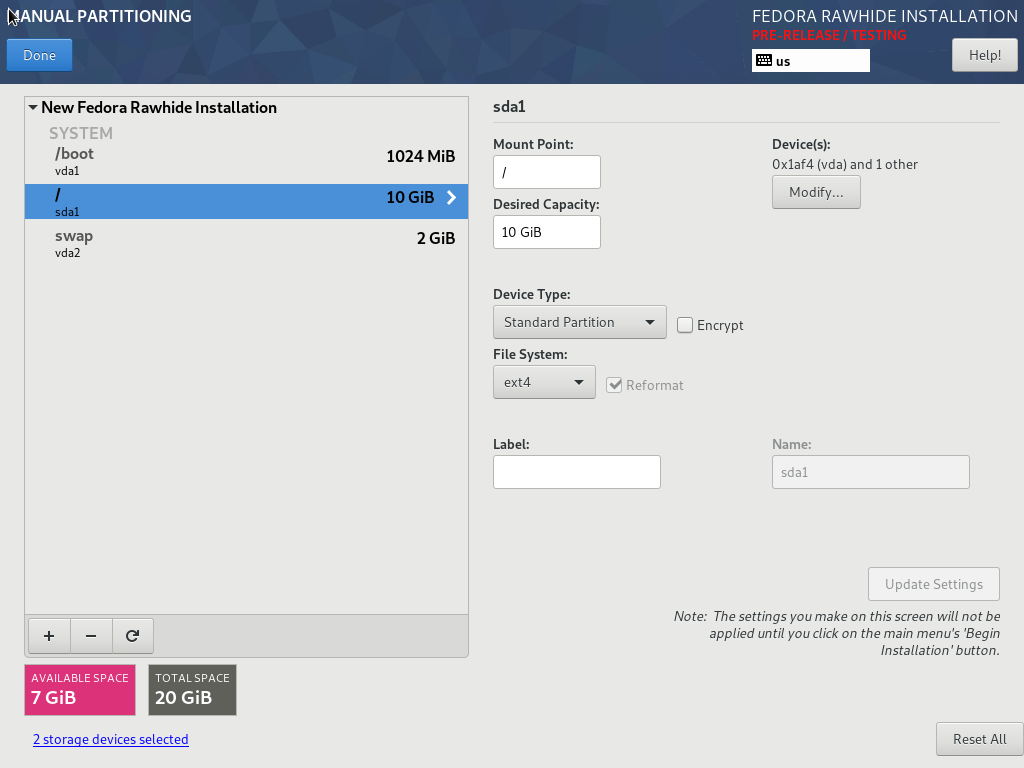 MANUAL PARTITIONING
FEDORA RAWHIDE INSTALLATION
PRE-RELEASE / TESTING
Done
us
Help!
New Fedora Rawhide Installation
SYSTEM
/boot
1024 MiB
vda1
/
10 GiB
sda1
swap
2 GiB
vda2
sda1
Mount Point:
/
Device(s):
0x1af4 (vda) and 1 other
Modify...
Desired Capacity:
10 GiB
Device Type:
Standard Partition
Encrypt
File System:
ext4
Reformat
Label:
Name:
sda1
Update Settings
Note: The settings you make on this screen will not be
applied until you click on the main menu's 'Begin
Installation' button.
AVAILABLE SPACE
7 GiB
TOTAL SPACE
20 GiB
2 storage devices selected
Reset All